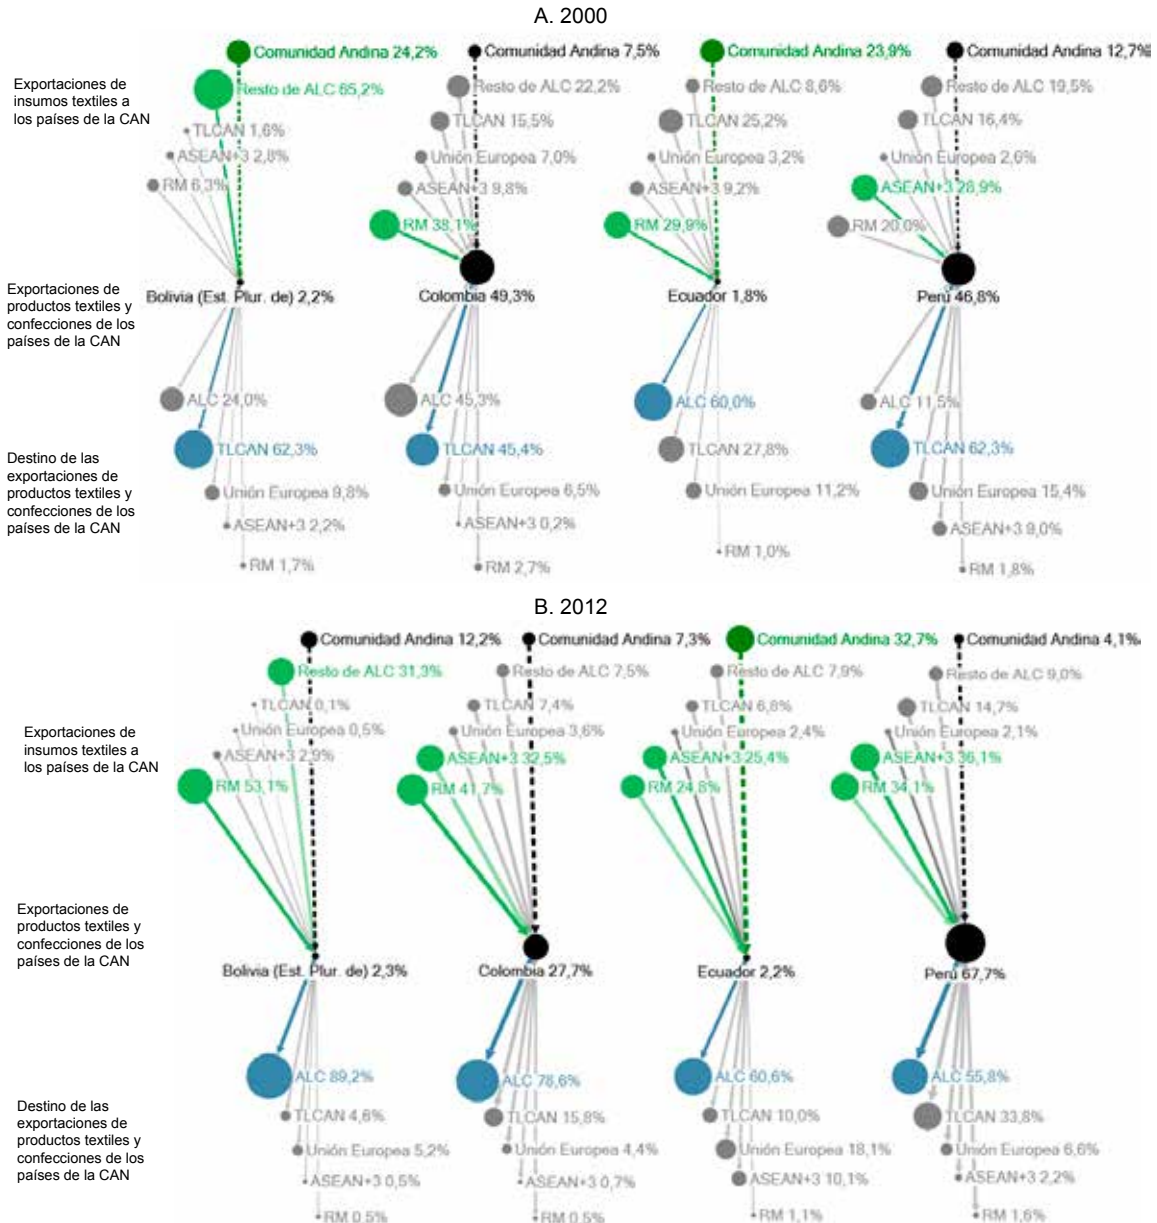 A. 2000
Exportaciones de
insumos textiles a
los países de la CAN
Comunidad Andina 24,2%
Resto de ALC 65,2%
TLCAN 1,6%
ASEAN+3 2,8%
RM 6,3%
Comunidad Andina 7,5%
Resto de ALC 22,2%
TLCAN 15,5%
Unión Europea 7,0%
ASEAN+3 9,8%
RM 38,1%
Comunidad Andina 23,9%
Resto de ALC 8,6%
TLCAN 25,2%
Unión Europea 3,2%
ASEAN+3 9,2%
RM 29,9%
Comunidad Andina 12,7%
Resto de ALC 19,5%
TLCAN 16,4%
Unión Europea 2,6%
ASEAN+3 28,9%
RM 20,0%
Exportaciones de
productos textiles y
confecciones de los
países de la CAN
Bolivia (Est. Plur. de) 2,2%
Colombia 49,3%
Ecuador 1,8%
Perú 46,8%
Destino de las
exportaciones de
productos textiles y
confecciones de los
países de la CAN
ALC 24,0%
TLCAN 62,3%
Unión Europea 9,8%
ASEAN+3 2,2%
RM 1,7%
ALC 45,3%
TLCAN 45,4%
Unión Europea 6,5%
ASEAN+3 0,2%
RM 2,7%
ALC 60,0%
TLCAN 27,8%
Unión Europea 11,2%
RM 1,0%
ALC 11,5%
TLCAN 62,3%
Unión Europea 15,4%
ASEAN+3 9,0%
RM 1,8%
B. 2012
Exportaciones de
insumos textiles a
los países de la CAN
Comunidad Andina 12,2%
Resto de ALC 31,3%
TLCAN 0,1%
Unión Europea 0,5%
ASEAN+3 2,9%
RM 53,1%
Comunidad Andina 7,3%
Resto de ALC 7,5%
TLCAN 7,4%
Unión Europea 3,6%
ASEAN+3 32,5%
RM 41,7%
Comunidad Andina 32,7%
Resto de ALC 7,9%
TLCAN 6,8%
Unión Europea 2,4%
ASEAN+3 25,4%
RM 24,8%
Comunidad Andina 4,1%
Resto de ALC 9,0%
TLCAN 14,7%
Unión Europea 2,1%
ASEAN+3 36,1%
RM 34,1%
Exportaciones de
productos textiles y
confecciones de los
países de la CAN
Bolivia (Est. Plur. de) 2,3%
Colombia 27,7%
Ecuador 2,2%
Perú 67,7%
Destino de las
exportaciones de
productos textiles y
confecciones de los
países de la CAN
ALC 89,2%
TLCAN 4,6%
Unión Europea 5,2%
ASEAN+3 0,5%
RM 0,5%
ALC 78,6%
TLCAN 15,8%
Unión Europea 4,4%
ASEAN+3 0,7%
RM 0,5%
ALC 60,6%
TLCAN 10,0%
Unión Europea 18,1%
ASEAN+3 10,1%
RM 1,1%
ALC 55,8%
TLCAN 33,8%
Unión Europea 6,6%
ASEAN+3 2,2%
RM 1,6%